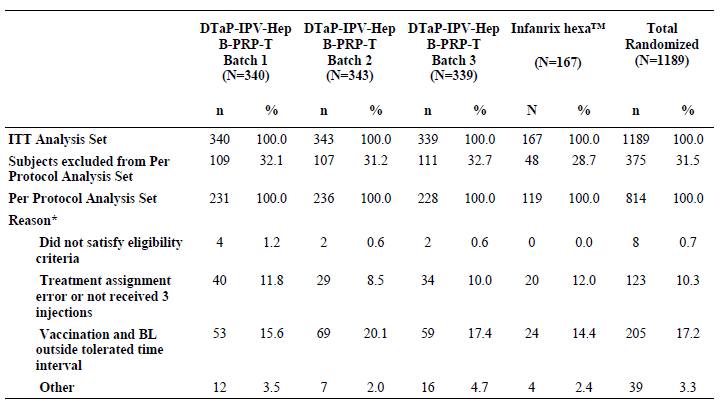 DTaP-IPV-Hep DTaP-IPV-Hep DTaP-IPV-Hep Infanrix hexa™ Total
B-PRP-T B-PRP-T B-PRP-T Randomized
Batch 1 Batch 2 Batch 3 (N=167) (N=1189)
(N=340) (N=343) (N=339)
n % n % n % N % n %
ITT Analysis Set 340 100.0 343 100.0 339 100.0 167 100.0 1189 100.0
Subjects excluded from Per 109 32.1 107 31.2 111 32.7 48 28.7 375 31.5
Protocol Analysis Set
Per Protocol Analysis Set 231 100.0 236 100.0 228 100.0 119 100.0 814 100.0
Reason*
Did not satisfy eligibility 4 1.2 2 0.6 2 0.6 0 0.0 8 0.7
criteria
Treatment assignment 40 11.8 29 8.5 34 10.0 20 12.0 123 10.3
error or not received 3
injections
Vaccination and BL 53 15.6 69 20.1 59 17.4 24 14.4 205 17.2
outside tolerated time
interval
Other 12 3.5 7 2.0 16 4.7 4 2.4 39 3.3